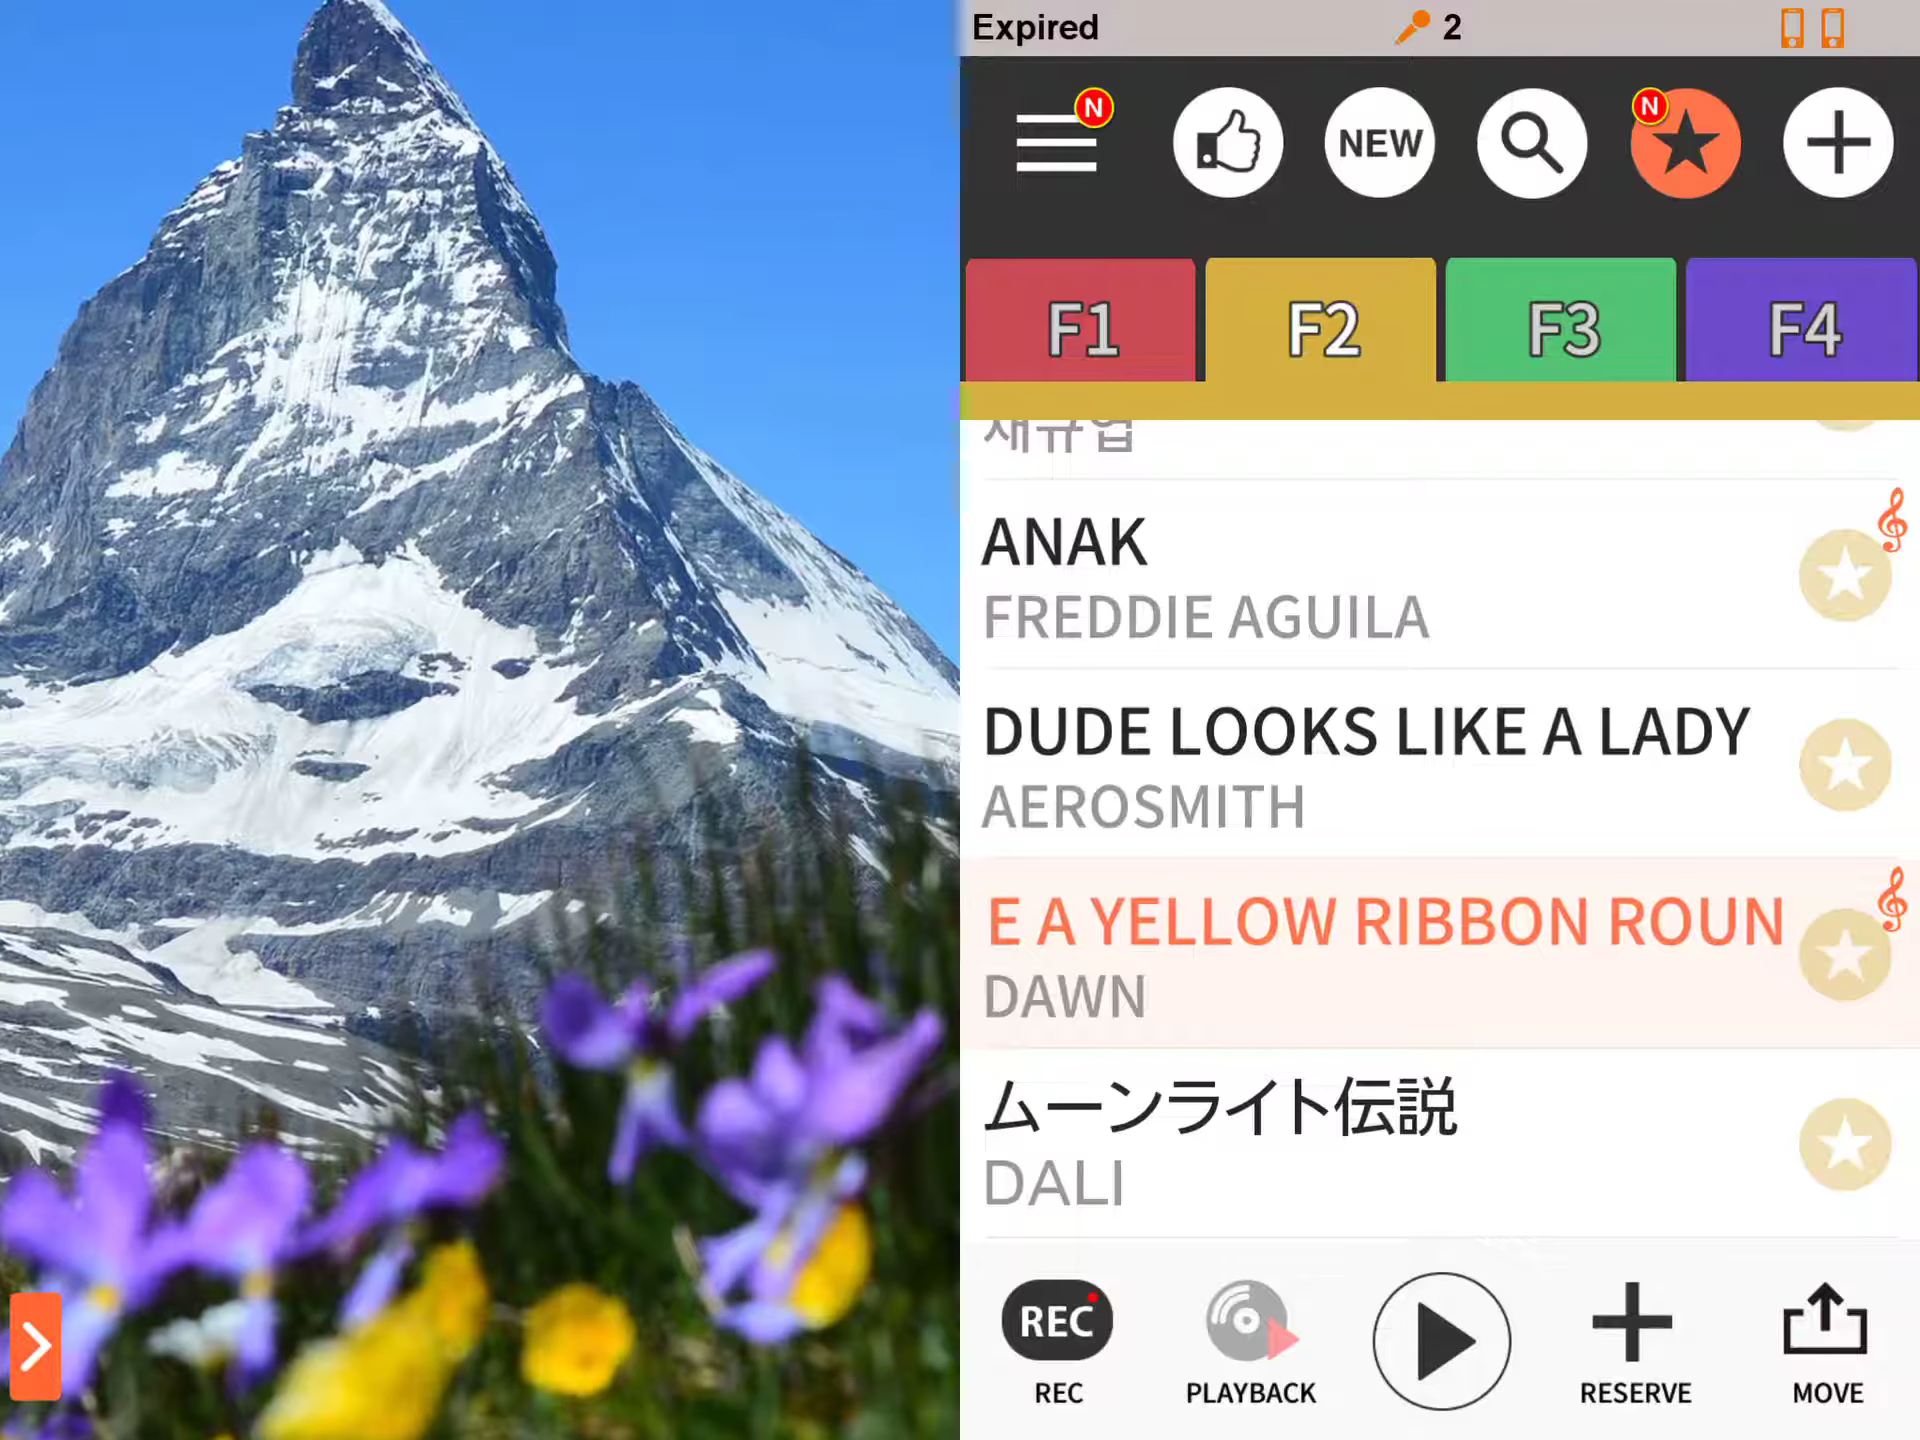 Expired
2
N
NEW
N
F1
F2
F3
F4
ANAK
FREDDIE AGUILA
DUDE LOOKS LIKE A LADY
AEROSMITH
E A YELLOW RIBBON ROUN
DAWN
ムーンライト伝説
DALI
REC
REC
PLAYBACK
RESERVE
MOVE